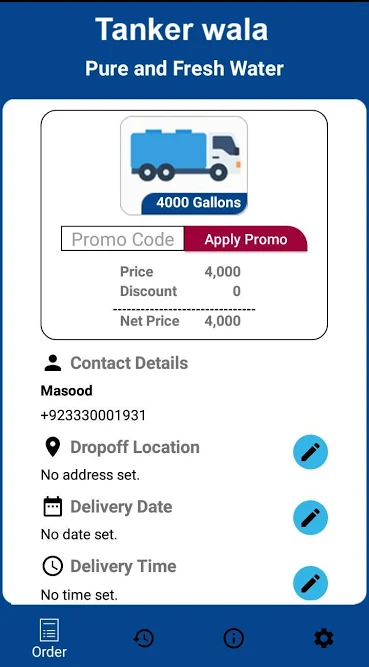 Tanker wala
Pure and Fresh Water
4000 Gallons
Promo Code Apply Promo
Price 4,000
Discount 0
Net Price 4,000
Contact Details
Masood
+923330001931
Dropoff Location
No address set.
Delivery Date
No date set.
Delivery Time
No time set.
Order